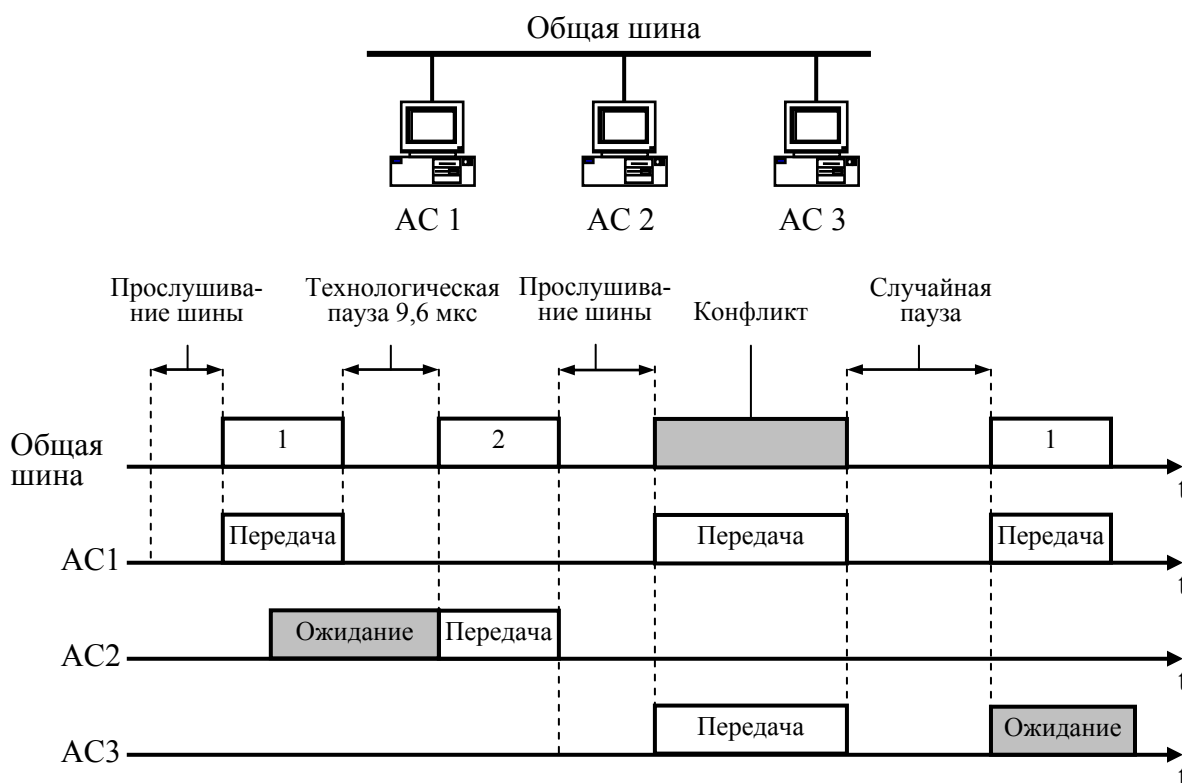 Общая шина
АС 1
АС 2
АС 3
Прослушива-
ние шины
Технологическая
пауза 9,6 мкс
Прослушива-
ние шины
Конфликт
Случайная
пауза
Общая
шина
1
2
1
t
АС1
Передача
Передача
Передача
t
АС2
Ожидание
Передача
t
АС3
Передача
Ожидание
t